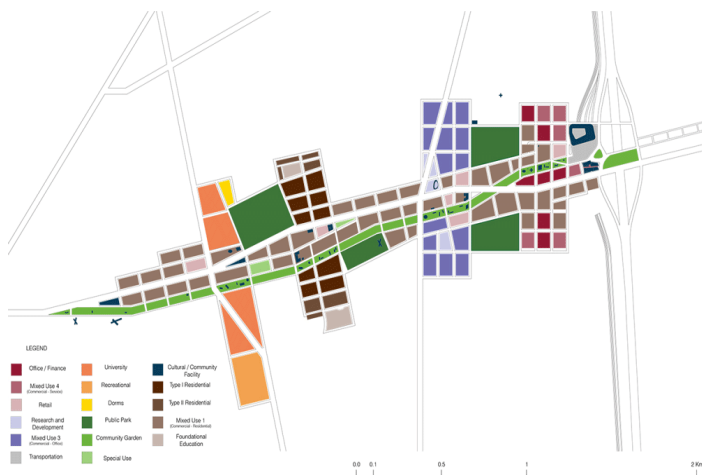 LEGEND
Office / Finance
University
Cultural / Community
Facility
Mixed Use 4
(Commercial - Service)
Recreational
Type I Residential
Retail
Dorms
Type II Residential
Research and
Development
Public Park
Mixed Use 1
(Commercial - Residential)
Mixed Use 3
(Commercial - Office)
Community Garden
Foundational
Education
Transportation
Special Use
0.0 0.1 0.5 1 2 Km